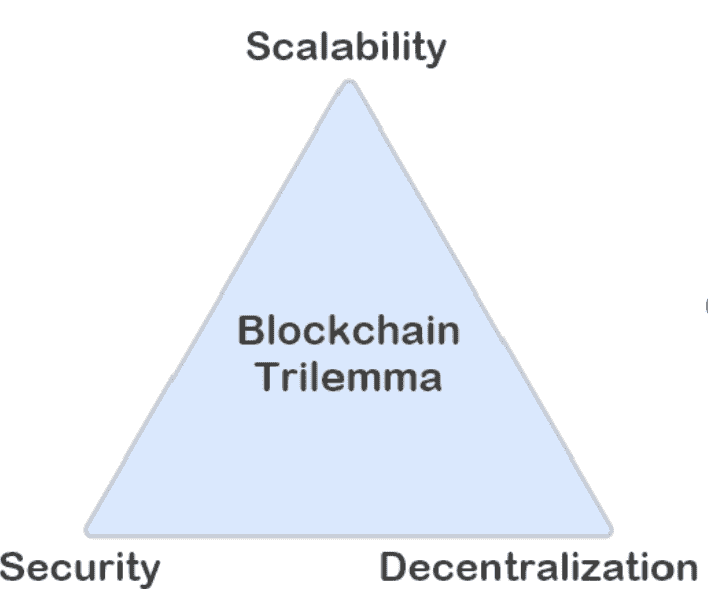 Scalability
Blockchain
Trilemma
Security
Decentralization